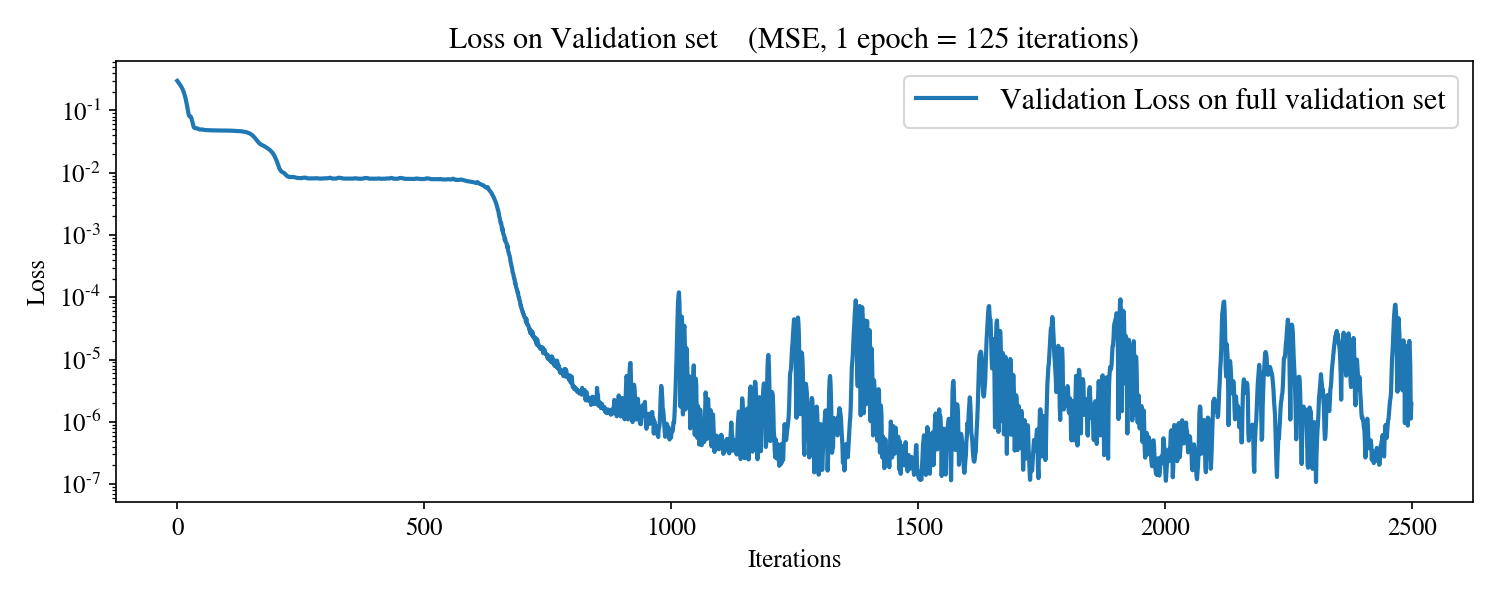 Loss on Validation set (MSE, 1 epoch = 125 iterations)
Validation Loss on full validation set
Loss
10-1
10-2
10-3
10-4
10-5
10-6
10-7
0 500 1000 1500 2000 2500
Iterations